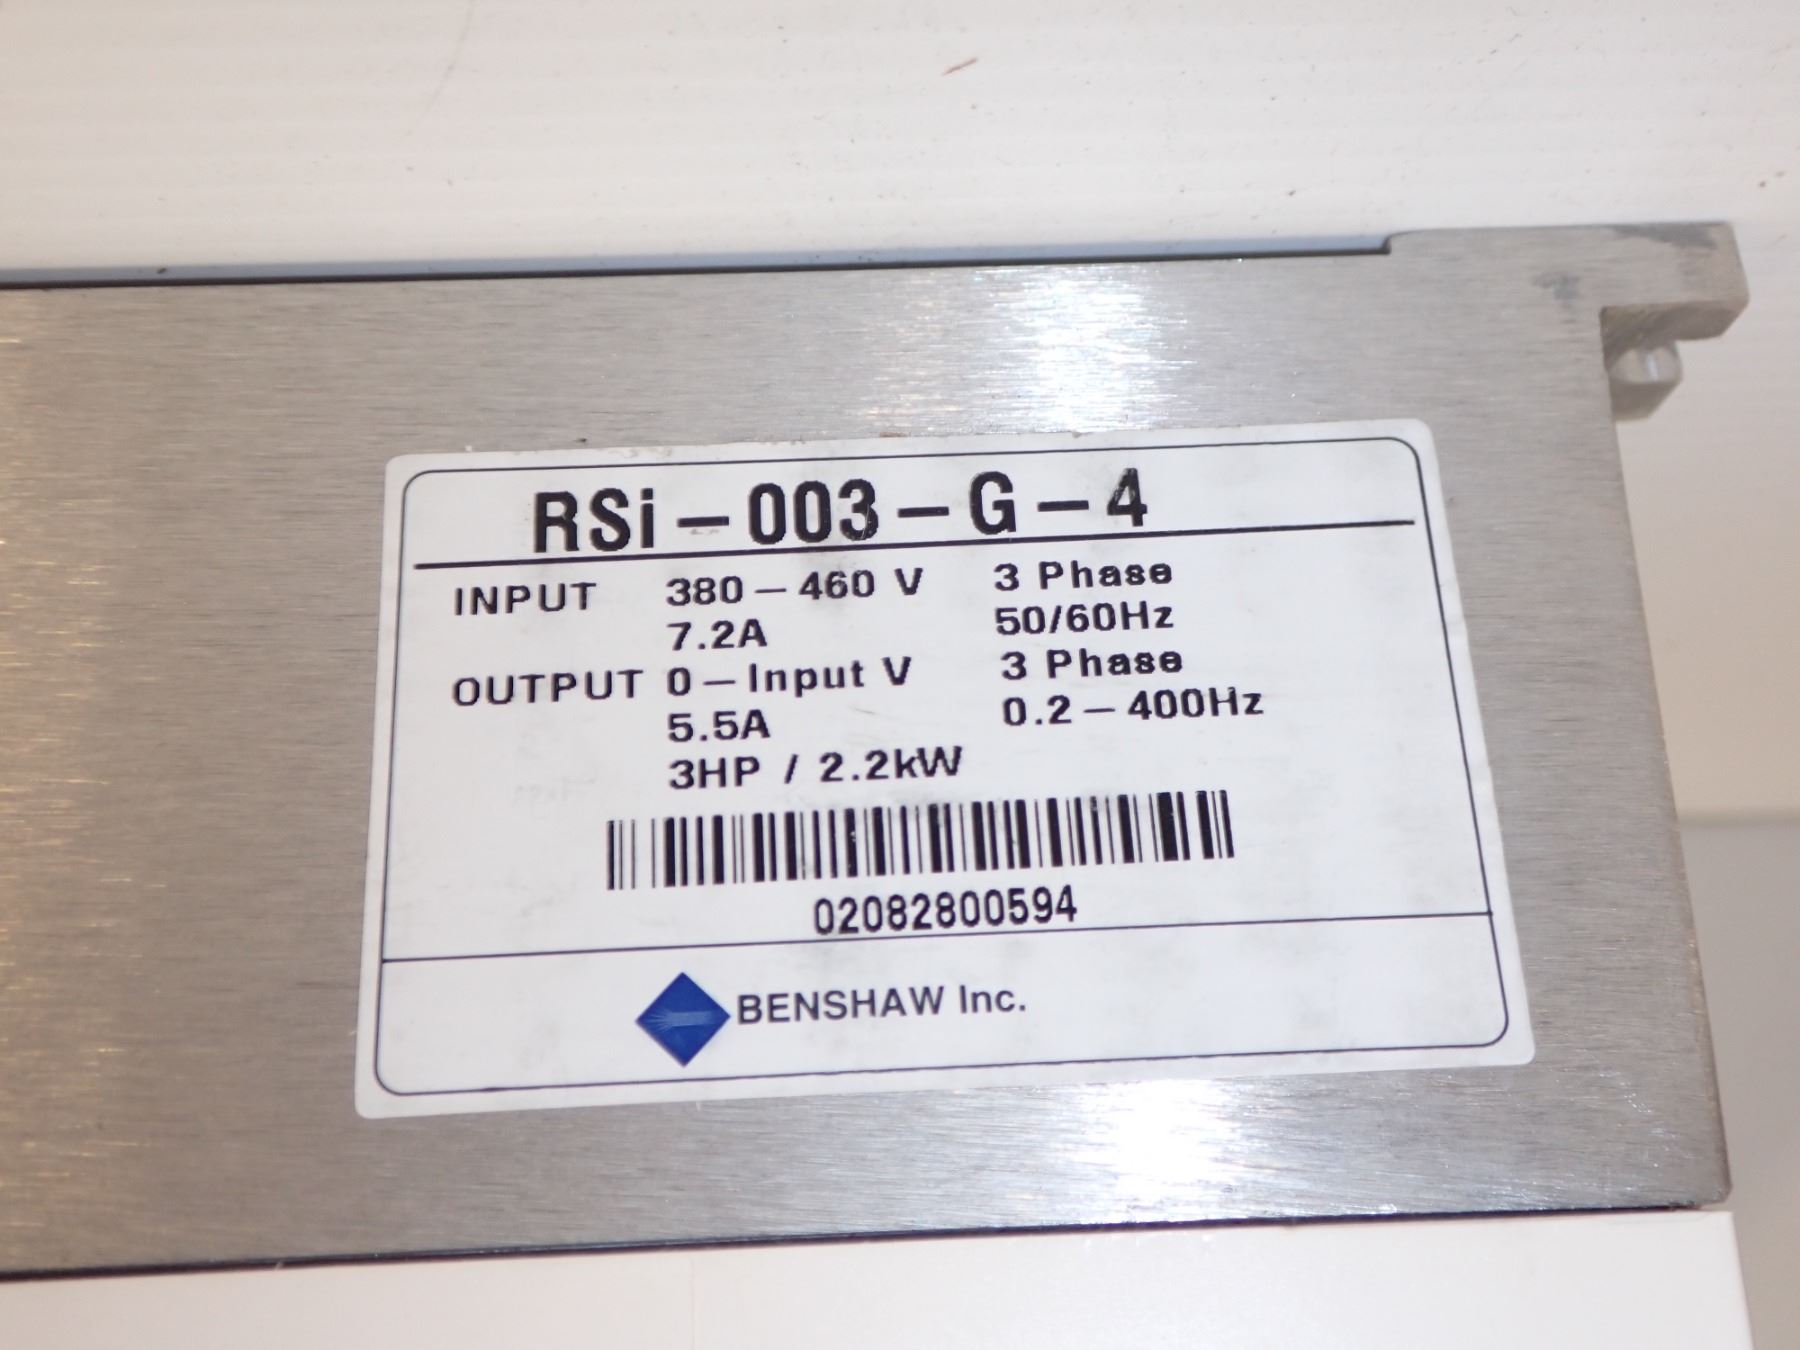 RSi - 003 - G - 4
INPUT 380 - 460 V 3 Phase
7.2A 50/60Hz
OUTPUT 0 - Input V 3 Phase
5.5A 0.2 - 400Hz
3HP / 2.2kW
02082800594
BENSHAW Inc.